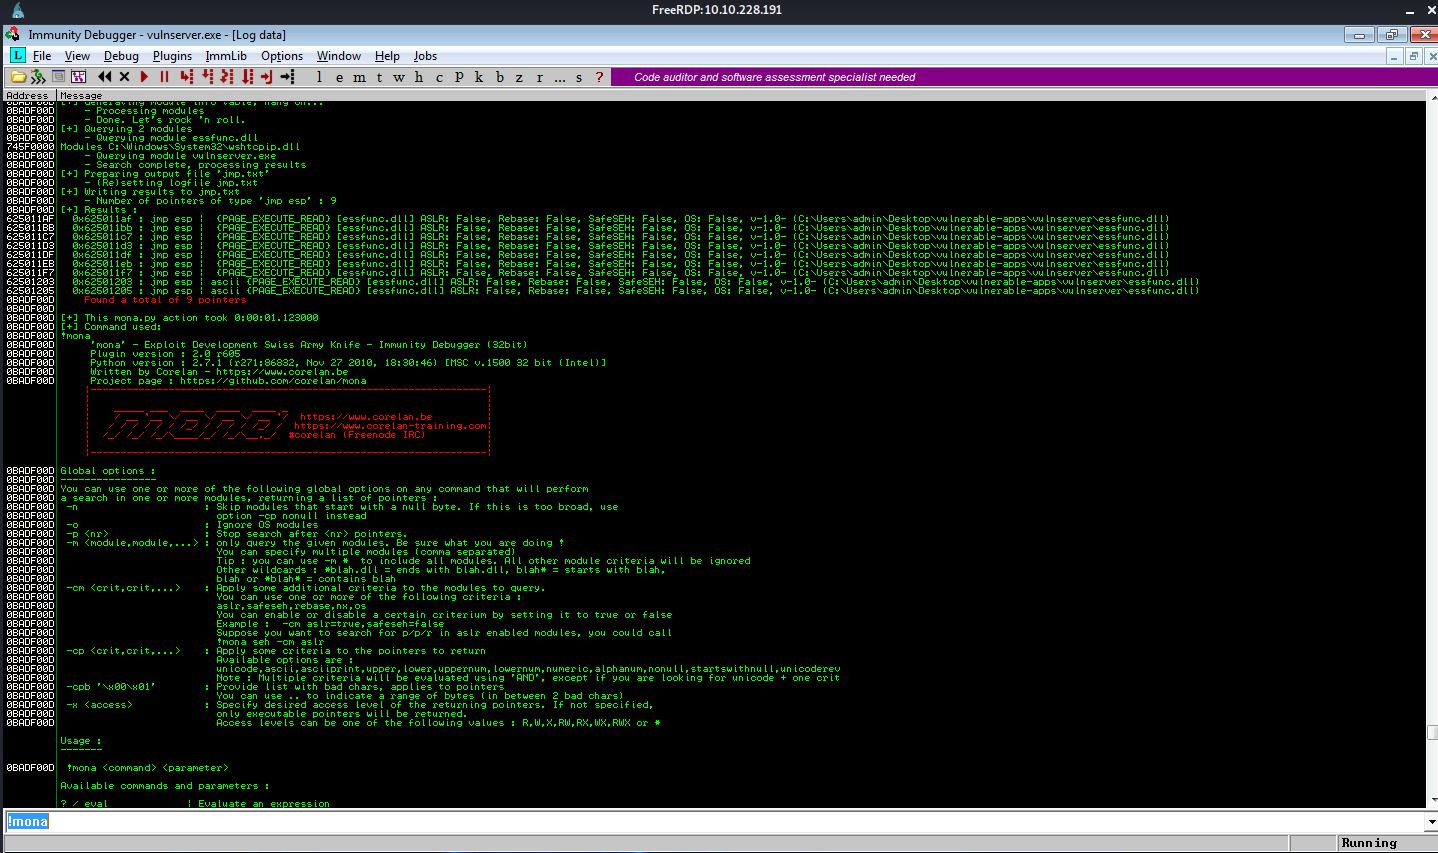 FreeRDP: 10.10.228.191
Immunity Debugger - vulnserver.exe - [Log data]
L File View Debug Plugins ImmLib Options Window Help Jobs
l e m t w h c p k b z r ... s ? Code auditor and software assessment specialist needed
Address Message
0BADF00D [+] Generating module info table, hang on...
0BADF00D - Processing modules
0BADF00D - Done. Let's rock 'n roll.
0BADF00D [+] Querying 2 modules
0BADF00D - Querying module essfunc.dll
745F0000 Modules C:\Windows\System32\wshtcpip.dll
0BADF00D - Querying module vulnserver.exe
0BADF00D - Search complete, processing results
0BADF00D [+] Preparing output file 'jmp.txt'
0BADF00D - (Re)setting logfile jmp.txt
0BADF00D [+] Writing results to jmp.txt
0BADF00D - Number of pointers of type 'jmp esp' : 9
0BADF00D [+] Results :
625011AF 0x625011af : jmp esp | {PAGE_EXECUTE_READ} [essfunc.dll] ASLR: False, Rebase: False, SafeSEH: False, OS: False, v-1.0- (C:\Users\admin\Desktop\vulnerable-apps\vulnserver\essfunc.dll)
625011BB 0x625011bb : jmp esp | {PAGE_EXECUTE_READ} [essfunc.dll] ASLR: False, Rebase: False, SafeSEH: False, OS: False, v-1.0- (C:\Users\admin\Desktop\vulnerable-apps\vulnserver\essfunc.dll)
625011C7 0x625011c7 : jmp esp | {PAGE_EXECUTE_READ} [essfunc.dll] ASLR: False, Rebase: False, SafeSEH: False, OS: False, v-1.0- (C:\Users\admin\Desktop\vulnerable-apps\vulnserver\essfunc.dll)
625011D3 0x625011d3 : jmp esp | {PAGE_EXECUTE_READ} [essfunc.dll] ASLR: False, Rebase: False, SafeSEH: False, OS: False, v-1.0- (C:\Users\admin\Desktop\vulnerable-apps\vulnserver\essfunc.dll)
625011DF 0x625011df : jmp esp | {PAGE_EXECUTE_READ} [essfunc.dll] ASLR: False, Rebase: False, SafeSEH: False, OS: False, v-1.0- (C:\Users\admin\Desktop\vulnerable-apps\vulnserver\essfunc.dll)
625011EB 0x625011eb : jmp esp | {PAGE_EXECUTE_READ} [essfunc.dll] ASLR: False, Rebase: False, SafeSEH: False, OS: False, v-1.0- (C:\Users\admin\Desktop\vulnerable-apps\vulnserver\essfunc.dll)
625011F7 0x625011f7 : jmp esp | {PAGE_EXECUTE_READ} [essfunc.dll] ASLR: False, Rebase: False, SafeSEH: False, OS: False, v-1.0- (C:\Users\admin\Desktop\vulnerable-apps\vulnserver\essfunc.dll)
62501203 0x62501203 : jmp esp | ascii {PAGE_EXECUTE_READ} [essfunc.dll] ASLR: False, Rebase: False, SafeSEH: False, OS: False, v-1.0- (C:\Users\admin\Desktop\vulnerable-apps\vulnserver\essfunc.dll)
62501205 0x62501205 : jmp esp | ascii {PAGE_EXECUTE_READ} [essfunc.dll] ASLR: False, Rebase: False, SafeSEH: False, OS: False, v-1.0- (C:\Users\admin\Desktop\vulnerable-apps\vulnserver\essfunc.dll)
0BADF00D Found a total of 9 pointers
0BADF00D
0BADF00D [+] This mona.py action took 0:00:01.123000
0BADF00D [+] Command used:
0BADF00D !mona
0BADF00D 'mona' - Exploit Development Swiss Army Knife - Immunity Debugger (32bit)
0BADF00D Plugin version : 2.0 r605
0BADF00D Python version : 2.7.1 (r271:86832, Nov 27 2010, 18:30:46) [MSC v.1500 32 bit (Intel)]
0BADF00D Written by Corelan - https://www.corelan.be
0BADF00D Project page : https://github.com/corelan/mona
mona
https://www.corelan.be
https://www.corelan-training.com
#corelan (Freenode IRC)
0BADF00D Global options :
0BADF00D ----------------
0BADF00D You can use one or more of the following global options on any command that will perform
0BADF00D a search in one or more modules, returning a list of pointers :
0BADF00D -n : Skip modules that start with a null byte. If this is too broad, use
0BADF00D option -cp nonull instead
0BADF00D -o : Ignore OS modules
0BADF00D -p <nr> : Stop search after <nr> pointers.
0BADF00D -m <module,module,...> : only query the given modules. Be sure what you are doing !
0BADF00D You can specify multiple modules (comma separated)
0BADF00D Tip : you can use -m * to include all modules. All other module criteria will be ignored
0BADF00D Other wildcards : *blah.dll = ends with blah.dll, blah* = starts with blah,
0BADF00D blah or *blah* = contains blah
0BADF00D -cm <crit,crit,...> : Apply some additional criteria to the modules to query.
0BADF00D You can use one or more of the following criteria :
0BADF00D aslr,safeseh,rebase,nx,os
0BADF00D You can enable or disable a certain criterium by setting it to true or false
0BADF00D Example : -cm aslr=true,safeseh=false
0BADF00D Suppose you want to search for p/p/r in aslr enabled modules, you could call
0BADF00D !mona seh -cm aslr
0BADF00D -cp <crit,crit,...> : Apply some criteria to the pointers to return
0BADF00D Available options are :
0BADF00D unicode,ascii,asciiprint,upper,lower,uppernum,lowernum,numeric,alphanum,nonull,startswithnull,unicoderev
0BADF00D Note : Multiple criteria will be evaluated using 'AND', except if you are looking for unicode + one crit
0BADF00D -cpb '\x00\x01' : Provide list with bad chars, applies to pointers
0BADF00D You can use .. to indicate a range of bytes (in between 2 bad chars)
0BADF00D -x <access> : Specify desired access level of the returning pointers. If not specified,
0BADF00D only executable pointers will be returned.
0BADF00D Access levels can be one of the following values : R,W,X,RW,RX,WX,RWX or *
Usage :
-------
0BADF00D !mona <command> <parameter>
Available commands and parameters :
? / eval | Evaluate an expression
!mona
Running